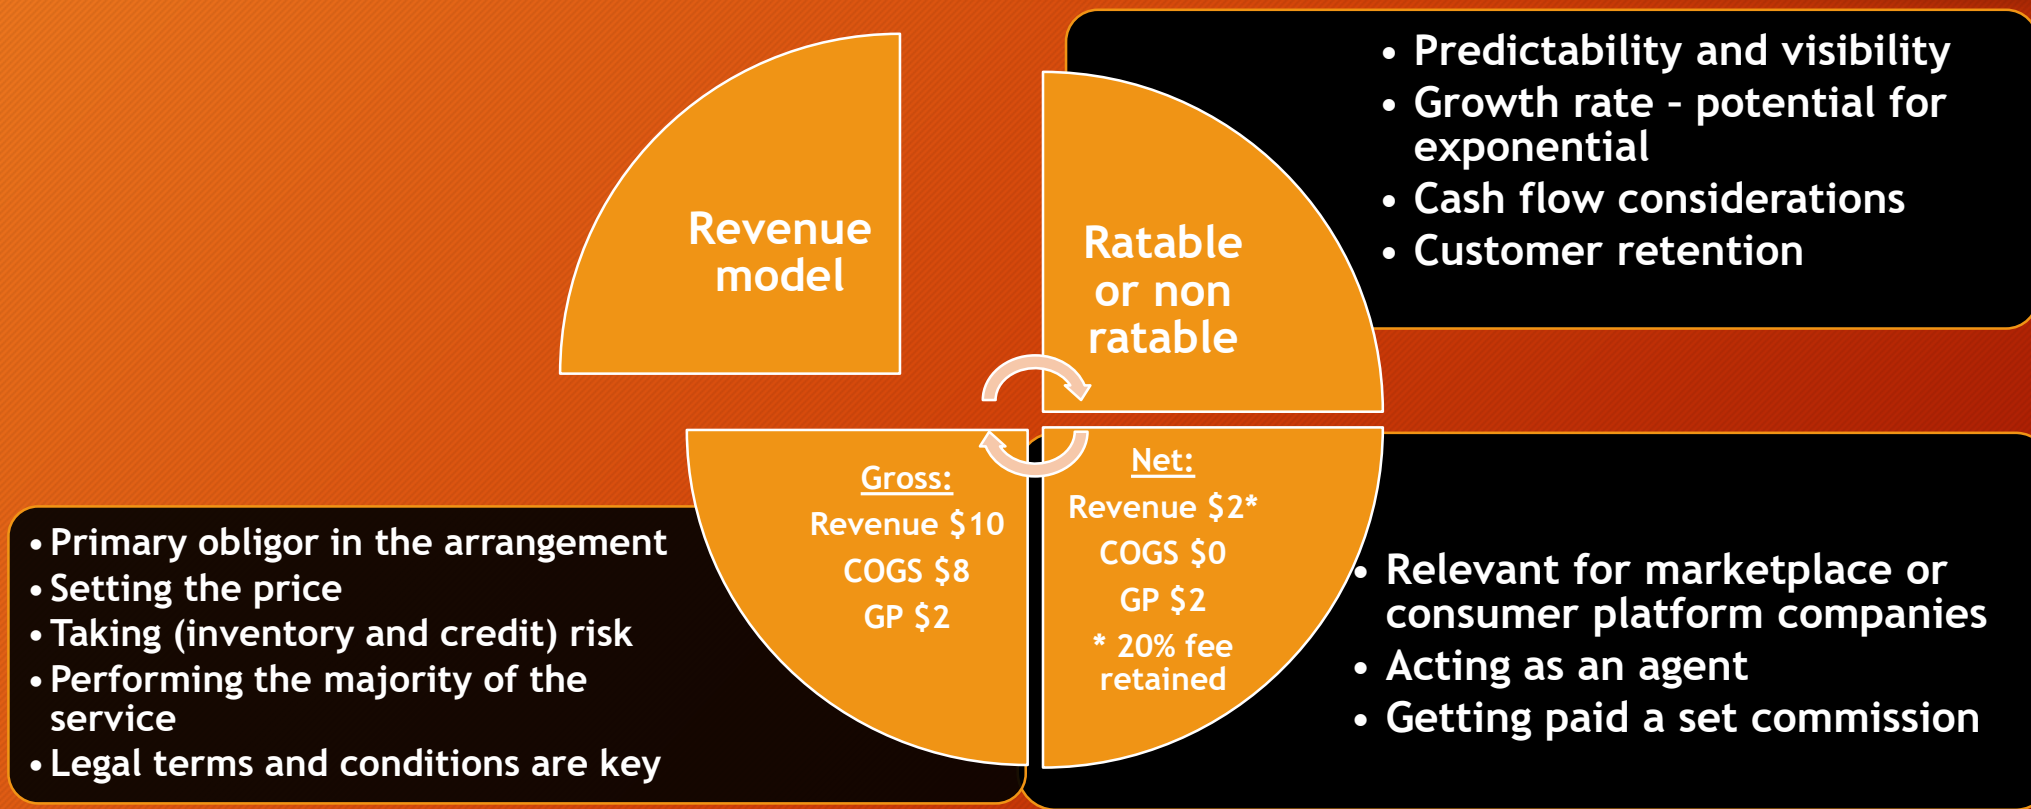 Revenue
model
Ratable
or non
ratable
• Predictability and visibility
• Growth rate – potential for
exponential
• Cash flow considerations
• Customer retention
Gross:
Revenue $10
COGS $8
GP $2
• Primary obligor in the arrangement
• Setting the price
• Taking (inventory and credit) risk
• Performing the majority of the
service
• Legal terms and conditions are key
Net:
Revenue $2*
COGS $0
GP $2
* 20% fee
retained
• Relevant for marketplace or
consumer platform companies
• Acting as an agent
• Getting paid a set commission